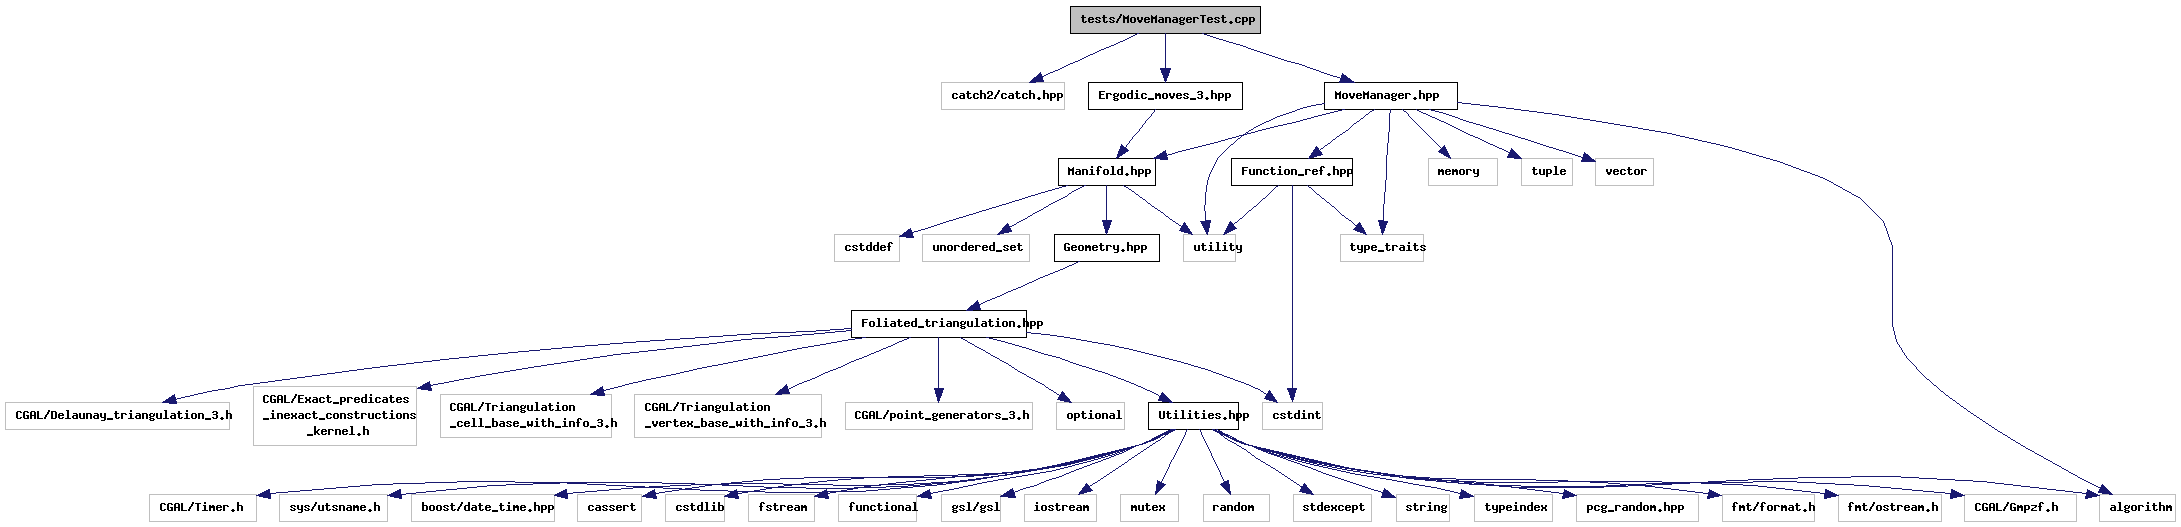 tests/MoveManagerTest.cpp
catch2/catch.hpp
Ergodic_moves_3.hpp
MoveManager.hpp
Manifold.hpp
Function_ref.hpp
memory
tuple
vector
cstddef
unordered_set
Geometry.hpp
utility
type_traits
Foliated_triangulation.hpp
CGAL/Delaunay_triangulation_3.h
CGAL/Exact_predicates
_inexact_constructions
_kernel.h
CGAL/Triangulation
_cell_base_with_info_3.h
CGAL/Triangulation
_vertex_base_with_info_3.h
CGAL/point_generators_3.h
optional
Utilities.hpp
cstdint
CGAL/Timer.h
sys/utsname.h
boost/date_time.hpp
cassert
cstdlib
fstream
functional
gsl/gsl
iostream
mutex
random
stdexcept
string
typeindex
pcg_random.hpp
fmt/format.h
fmt/ostream.h
CGAL/Gmpzf.h
algorithm